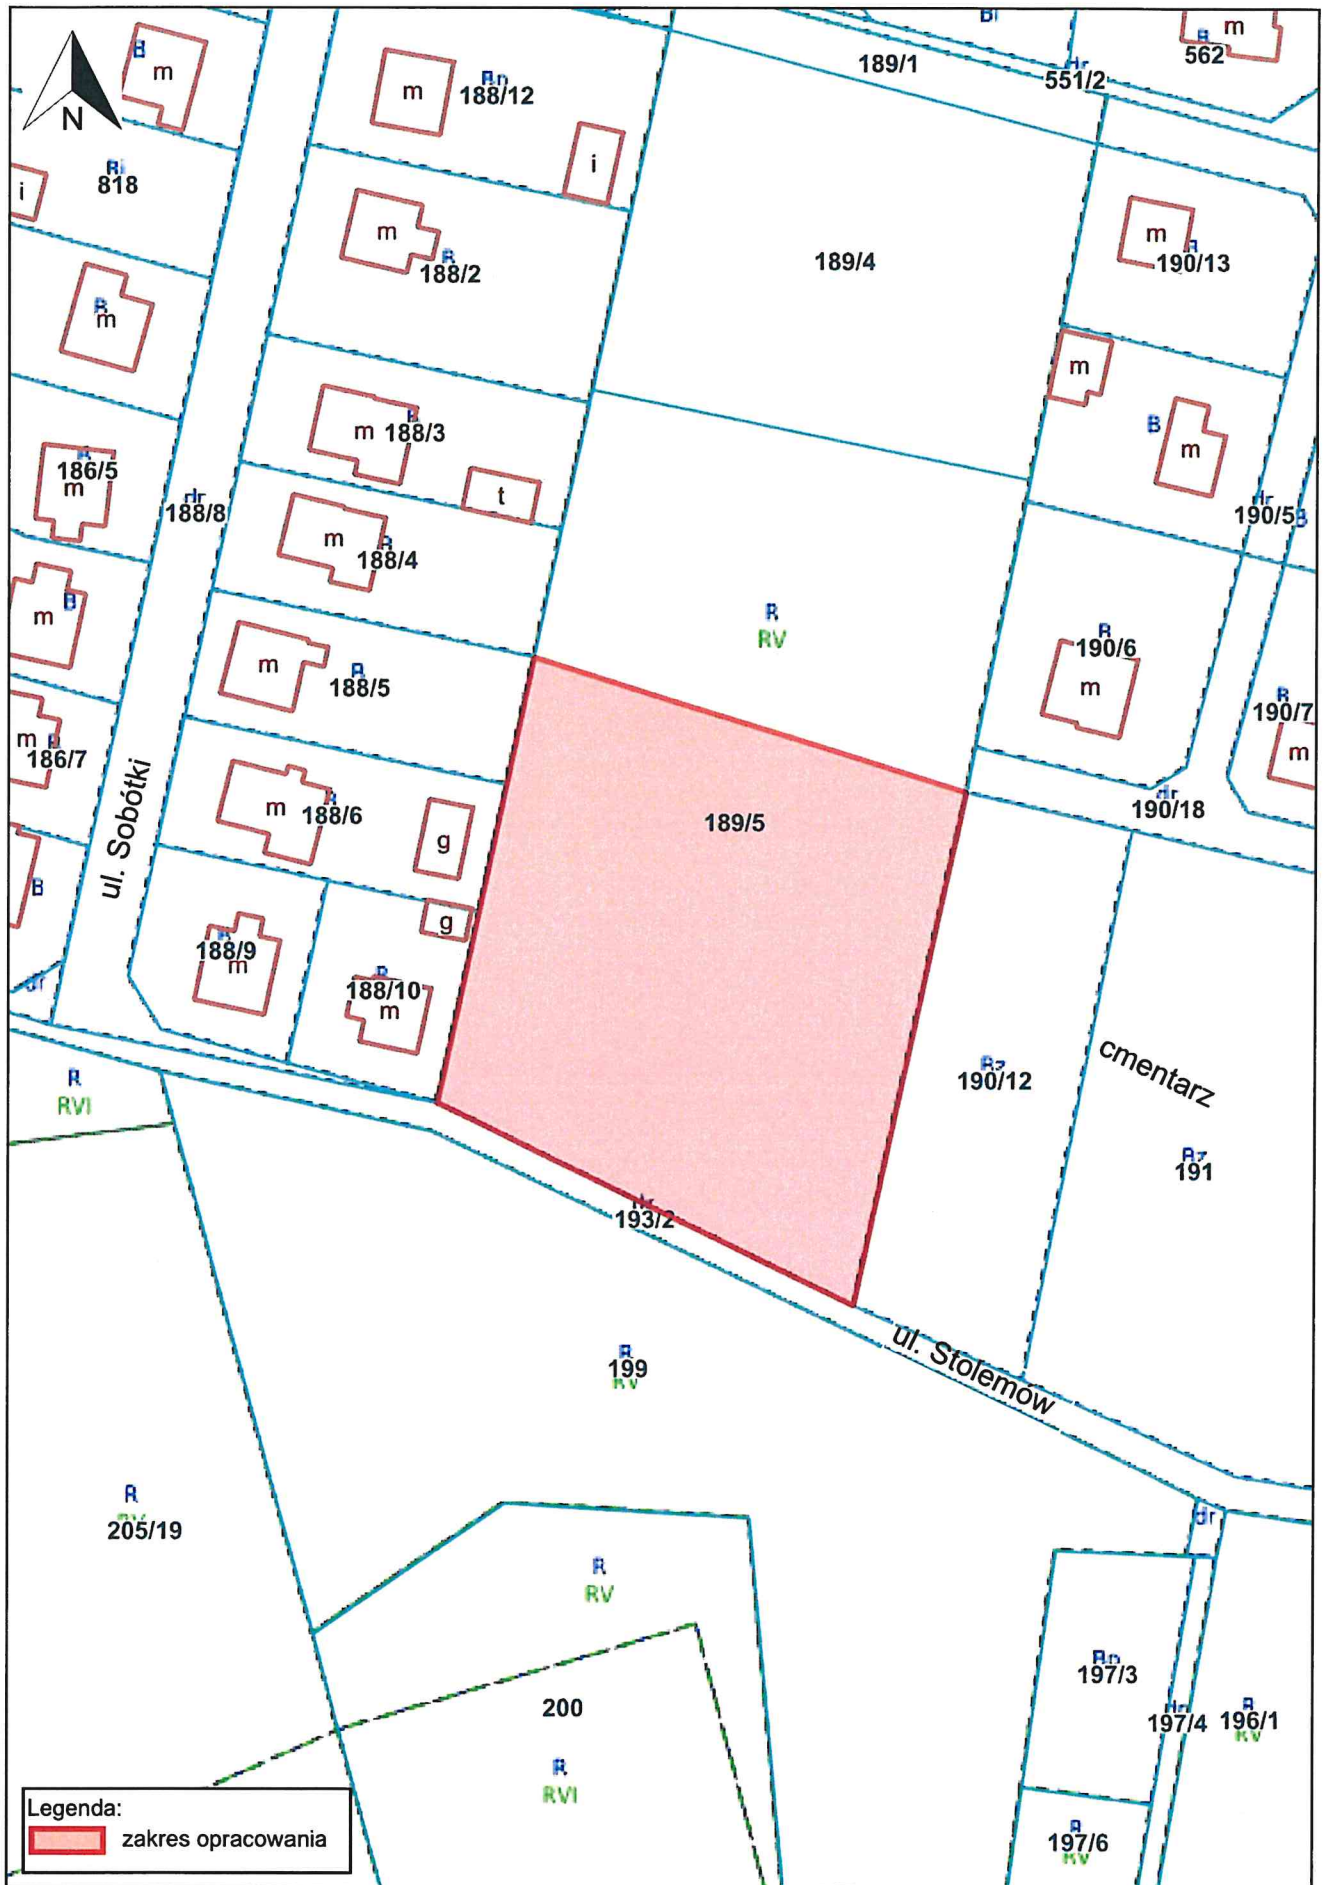 N
B
m
818
i
m
188/12
i
189/1
Bi
551/2
m
562
m
188/2
189/4
m
190/13
m
m
188/3
m
B
m
186/5
m
dr
188/8
t
m
188/4
dr
190/5
B
m
B
R
RV
m
188/5
190/6
m
190/7
m
m
186/7
ul. Sobótki
m
188/6
g
189/5
dr
190/18
B
g
188/9
m
188/10
m
dr
R
RVI
190/12
cmentarz
191
193/2
199
ul. Stolemów
R
205/19
R
RV
dr
197/3
200
197/4
196/1
R
RVI
197/6
Legenda:
zakres opracowania